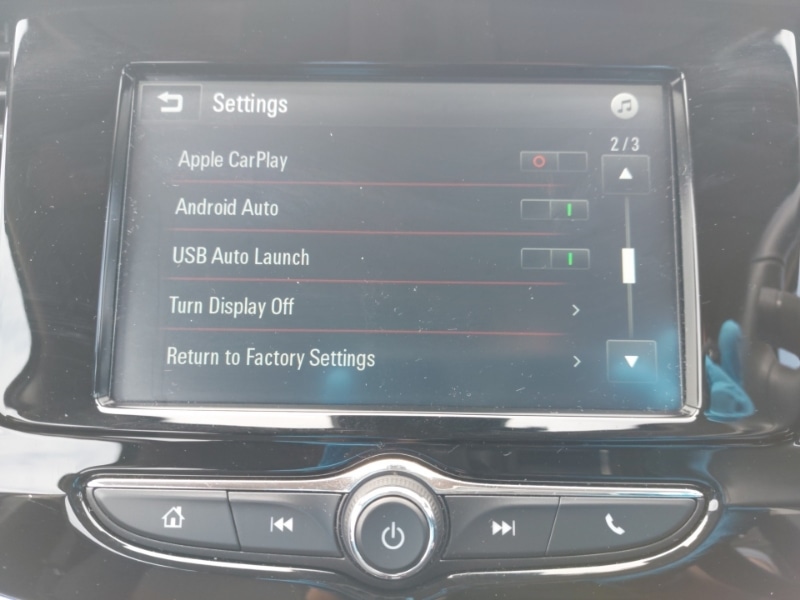 Settings
2/3
Apple CarPlay
Android Auto
USB Auto Launch
Turn Display Off
Return to Factory Settings